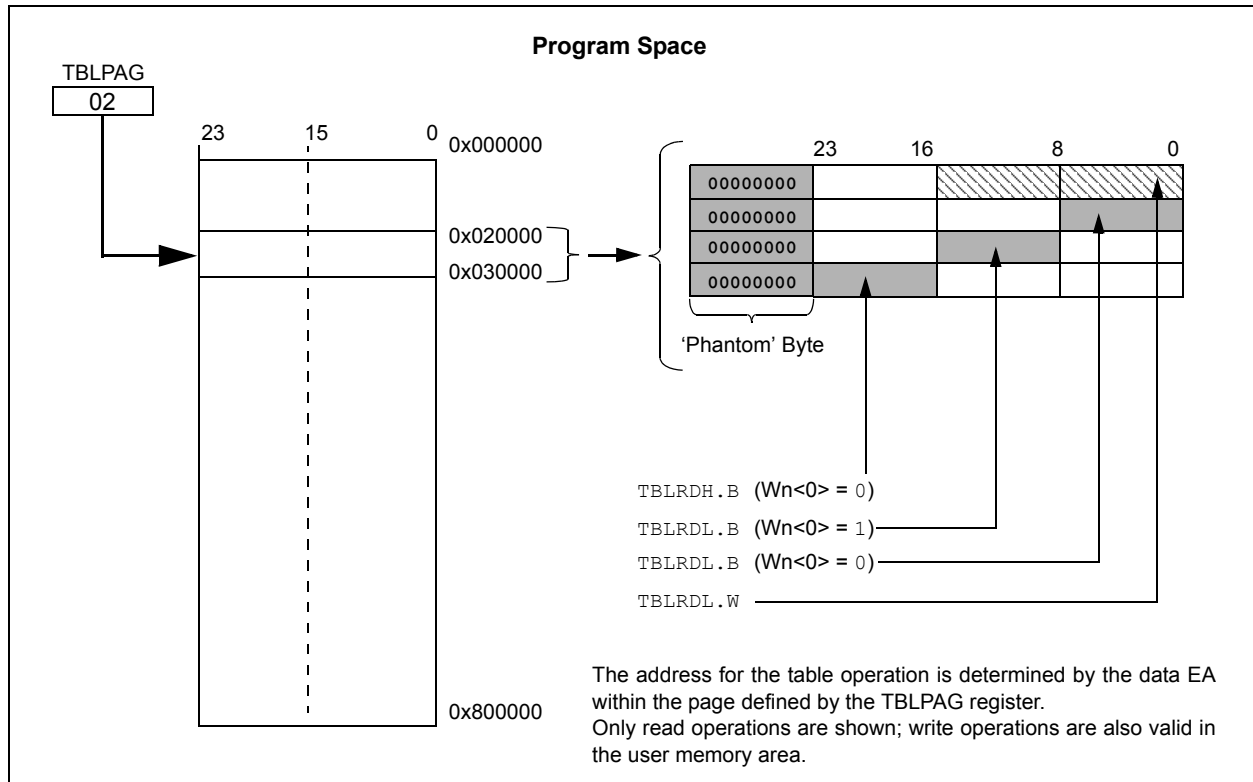 Program Space
TBLPAG
02
23 15 0
0x000000
0x020000
0x030000
0x800000
23 16 8 0
00000000
00000000
00000000
00000000
‘Phantom’ Byte
TBLRDH.B (Wn<0> = 0)
TBLRDL.B (Wn<0> = 1)
TBLRDL.B (Wn<0> = 0)
TBLRDL.W
The address for the table operation is determined by the data EA
within the page defined by the TBLPAG register.
Only read operations are shown; write operations are also valid in
the user memory area.